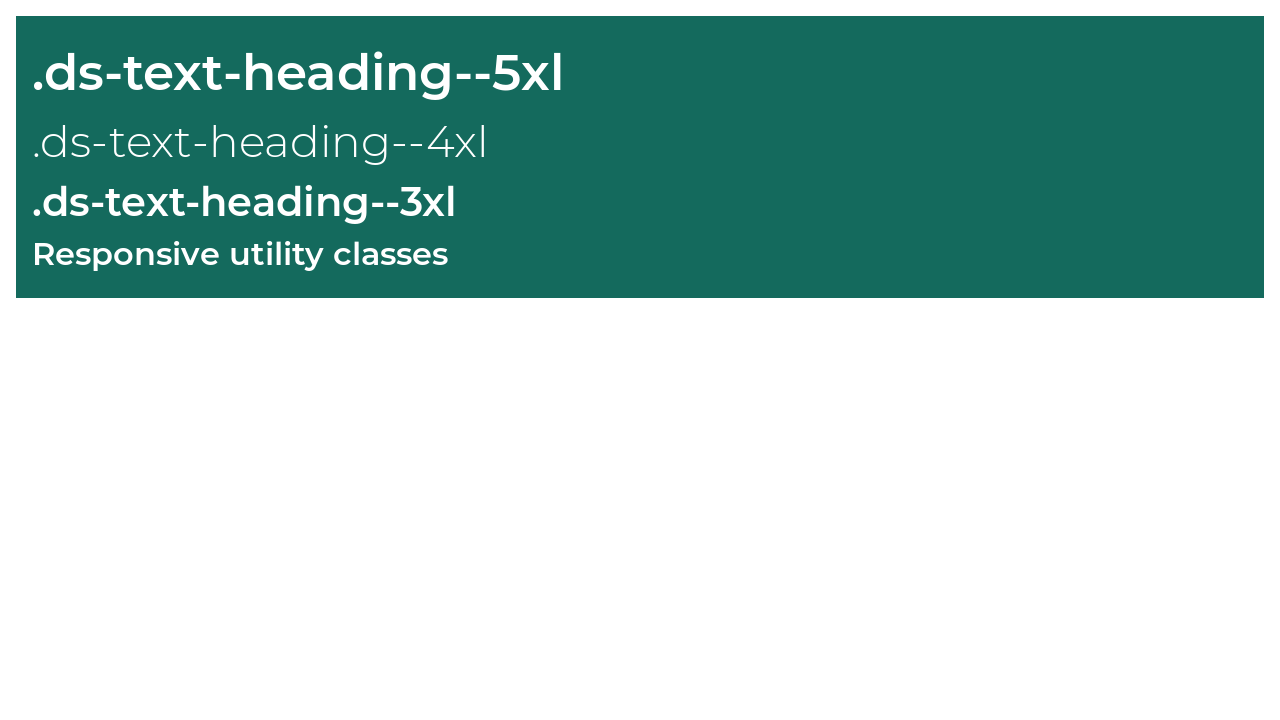 .ds-text-heading--5xl
.ds-text-heading--4xl
.ds-text-heading--3xl
Responsive utility classes